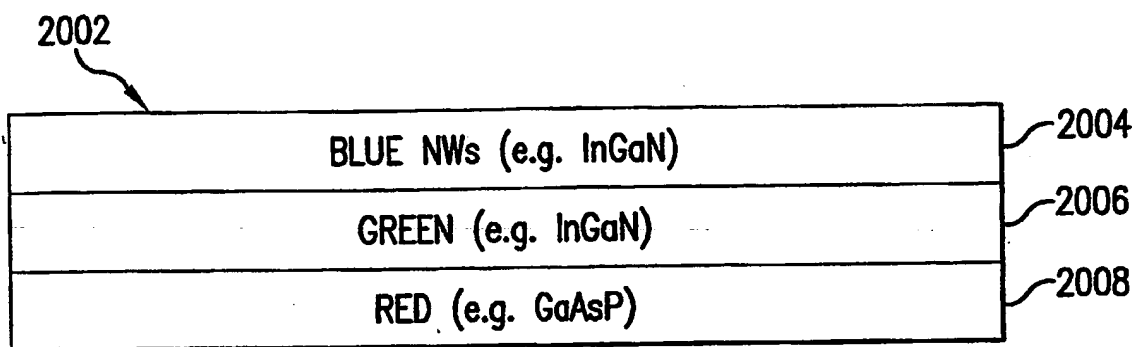 2002
BLUE NWs (e.g. InGaN)
2004
GREEN (e.g. InGaN)
2006
RED (e.g. GaAsP)
2008